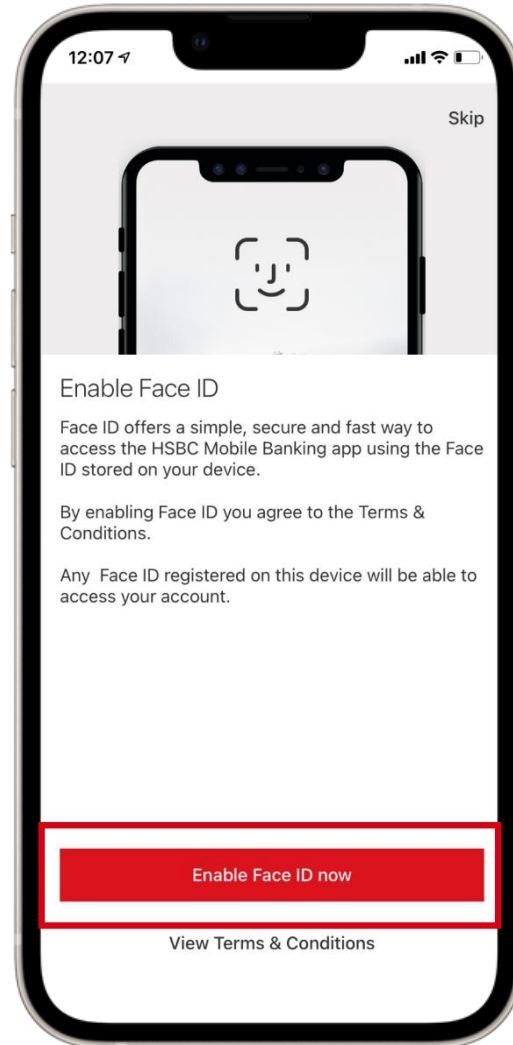 12:07
Skip
Enable Face ID
Face ID offers a simple, secure and fast way to
access the HSBC Mobile Banking app using the Face
ID stored on your device.
By enabling Face ID you agree to the Terms &
Conditions.
Any  Face ID registered on this device will be able to
access your account.
Enable Face ID now
View Terms & Conditions